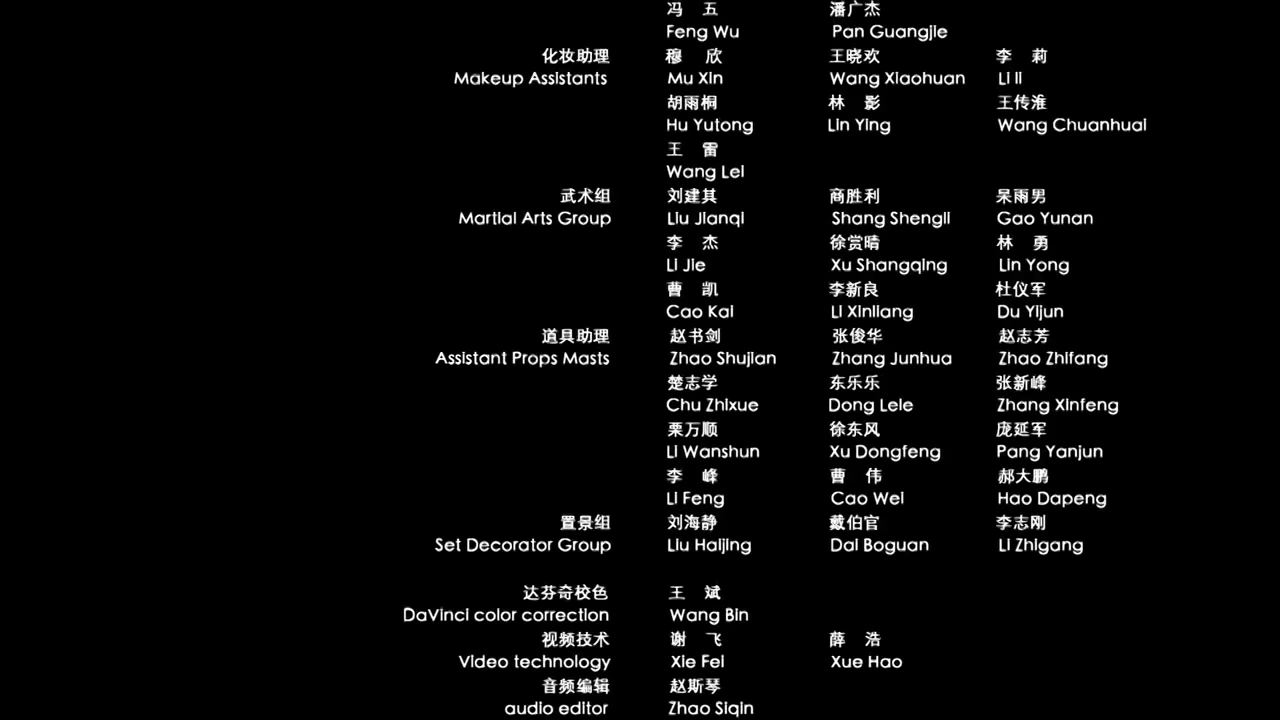 冯 五 潘广杰
Feng Wu Pan Guangjie
化妆助理 穆 欣 王晓欢 李 莉
Makeup Assistants Mu Xin Wang Xiaohuan Li li
胡雨桐 林 影 王传淮
Hu Yutong Lin Ying Wang Chuanhuai
王 雷
Wang Lei
武术组 刘建其 商胜利 杲雨男
Martial Arts Group Liu Jianqi Shang Shengli Gao Yunan
李 杰 徐赏晴 林 勇
Li Jie Xu Shangqing Lin Yong
曹 凯 李新良 杜仪军
Cao Kai Li Xinliang Du Yijun
道具助理 赵书剑 张俊华 赵志芳
Assistant Props Masts Zhao Shujian Zhang Junhua Zhao Zhifang
楚志学 东乐乐 张新峰
Chu Zhixue Dong Lele Zhang Xinfeng
栗万顺 徐东风 庞延军
Li Wanshun Xu Dongfeng Pang Yanjun
李 峰 曹 伟 郝大鹏
Li Feng Cao Wei Hao Dapeng
置景组 刘海静 戴伯官 李志刚
Set Decorator Group Liu Haijing Dai Boguan Li Zhigang
达芬奇校色 王 斌
DaVinci color correction Wang Bin
视频技术 谢 飞 薛 浩
Video technology Xie Fei Xue Hao
音频编辑 赵斯琴
audio editor Zhao Siqin